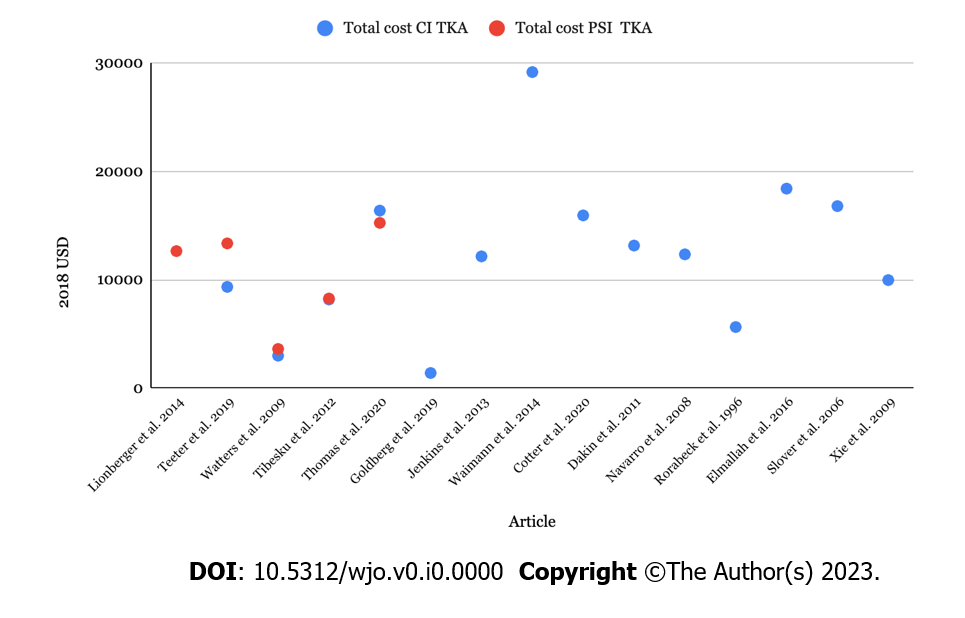 Total cost CI TKA Total cost PSI TKA
30000
20000
10000
0
2018 USD
Lionberger et al. 2014
Teeter et al. 2019
Watters et al. 2009
Tibesku et al. 2012
Thomas et al. 2020
Goldberg et al. 2019
Jenkins et al. 2013
Waimann et al. 2014
Cotter et al. 2020
Dakin et al. 2011
Navarro et al. 2008
Rorabeck et al. 1996
Elmallah et al. 2016
Slover et al. 2006
Xie et al. 2009
Article
DOI: 10.5312/wjo.v0.i0.0000 Copyright ©The Author(s) 2023.